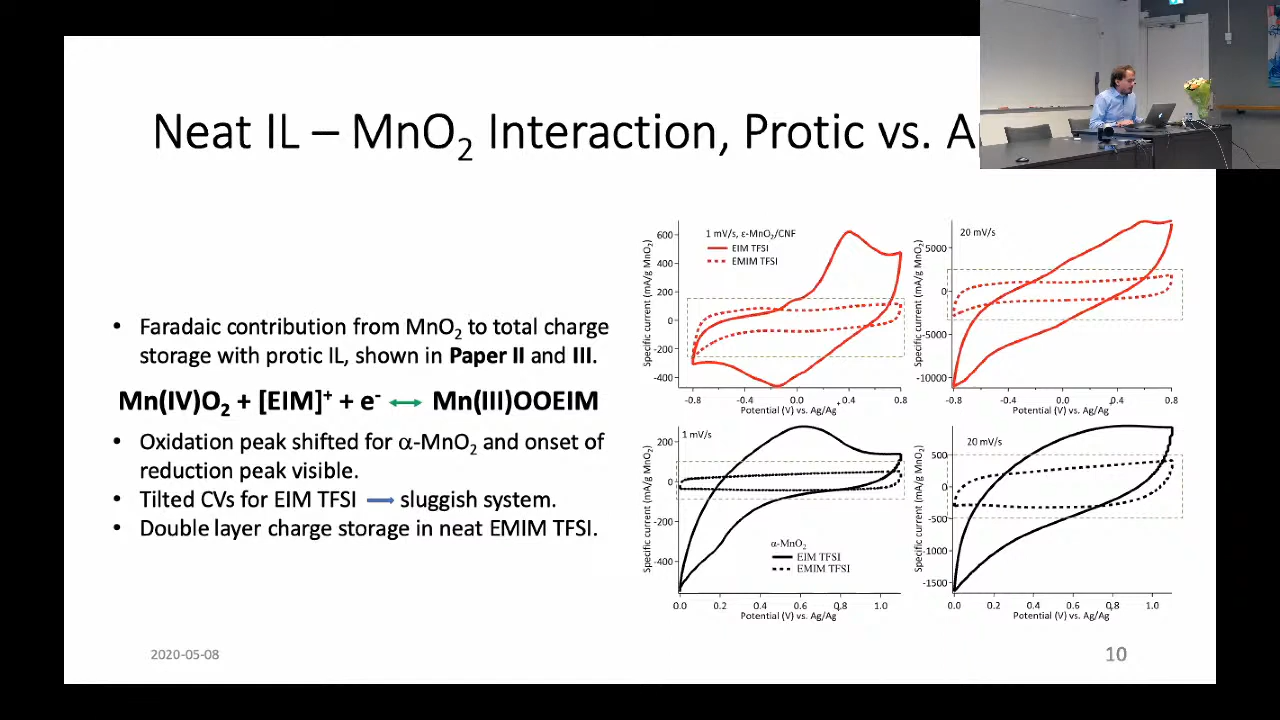 Neat IL – MnO2 Interaction, Protic vs. A
• Faradaic contribution from MnO2 to total charge
storage with protic IL, shown in Paper II and III.
Mn(IV)O2 + [EIM]+ + e- ↔ Mn(III)OOEIM
• Oxidation peak shifted for α-MnO2 and onset of
reduction peak visible.
• Tilted CVs for EIM TFSI → sluggish system.
• Double layer charge storage in neat EMIM TFSI.
Specific current (mA/g MnO2)
600
400
200
0
-200
-400
1 mV/s, ε-MnO2/CNF
EIM TFSI
EMIM TFSI
-0.8 -0.4 0.0 0.4 0.8
Potential (V) vs. Ag/Ag+
Specific current (mA/g MnO2)
5000
0
-5000
-10000
20 mV/s
-0.8 -0.4 0.0 0.4 0.8
Potential (V) vs. Ag/Ag+
Specific current (mA/g MnO2)
200
0
-200
-400
1 mV/s
α-MnO2
EIM TFSI
EMIM TFSI
0.0 0.2 0.4 0.6 0.8 1.0
Potential (V) vs. Ag/Ag+
Specific current (mA/g MnO2)
500
0
-500
-1000
-1500
20 mV/s
0.0 0.2 0.4 0.6 0.8 1.0
Potential (V) vs. Ag/Ag+
2020-05-08
10